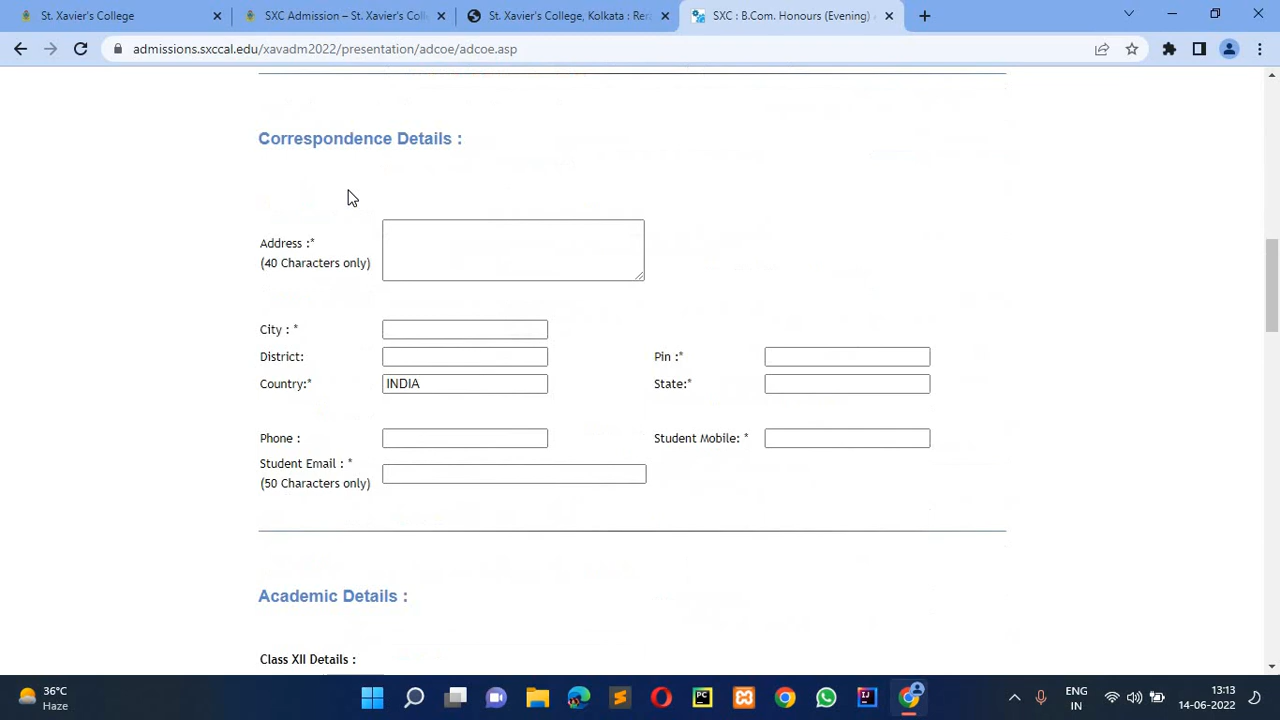 St. Xavier's College
SXC Admission – St. Xavier's Coll
St. Xavier's College, Kolkata : Re
SXC : B.Com. Honours (Evening)
admissions.sxccal.edu/xavadm2022/presentation/adcoe/adcoe.asp
Correspondence Details :
Address :*
(40 Characters only)
City : *
District:
Pin :*
Country:* INDIA
State:*
Phone :
Student Mobile: *
Student Email : *
(50 Characters only)
Academic Details :
Class XII Details :
36°C
Haze
ENG
IN
13:13
14-06-2022